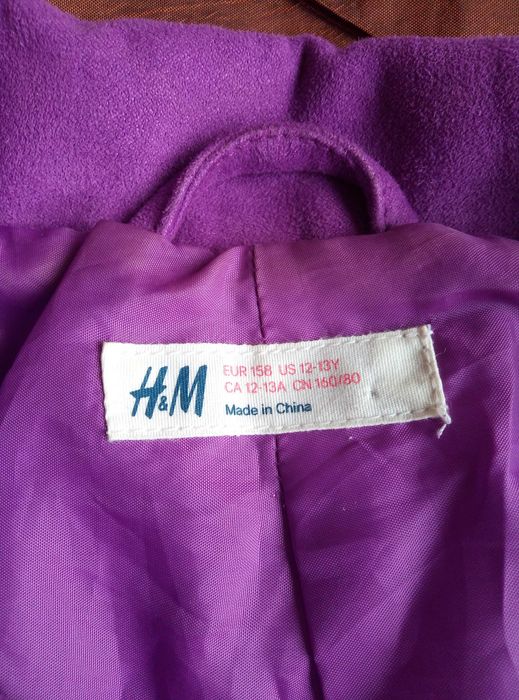 H&M
EUR 158 US 12-13Y
CA 12-13A CN 160/80
Made in China